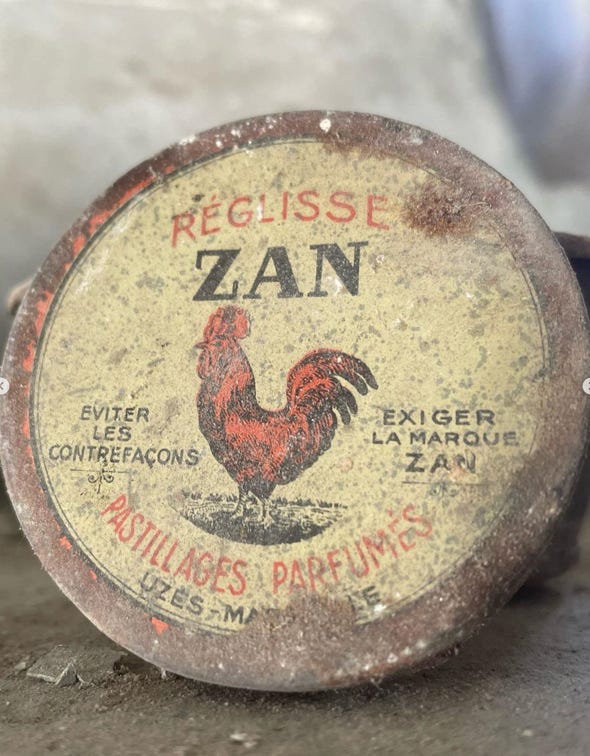 RÉGLISSE
ZAN
EVITER
LES
CONTREFAÇONS
EXIGER
LA MARQUE
ZAN
PASTILLAGES PARFUMÉS
UZÈS-